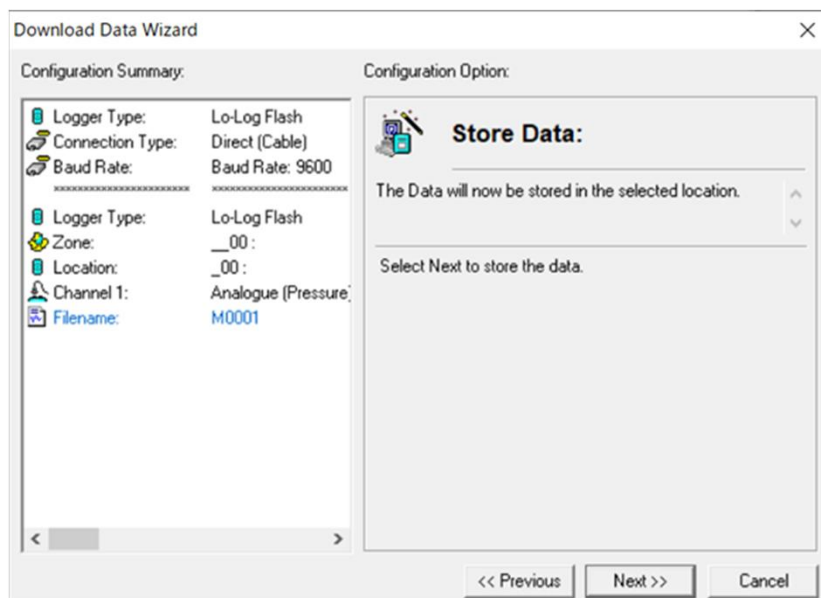 Download Data Wizard
Configuration Summary:
Logger Type: Lo-Log Flash
Connection Type: Direct (Cable)
Baud Rate: Baud Rate: 9600
Logger Type: Lo-Log Flash
Zone: __00 :
Location: _00 :
Channel 1: Analogue (Pressure)
Filename: M0001
Configuration Option:
Store Data:
The Data will now be stored in the selected location.
Select Next to store the data.
<< Previous
Next >>
Cancel